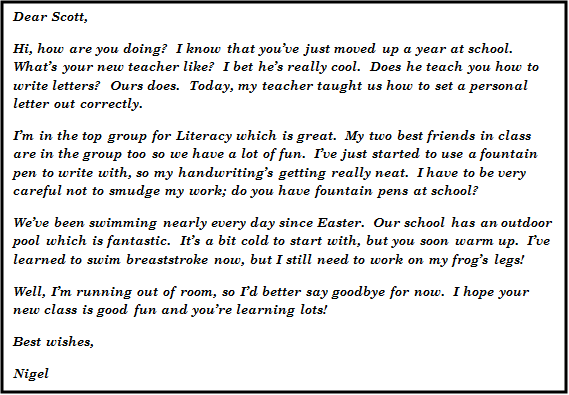 Dear Scott,
Hi, how are you doing?  I know that you've just moved up a year at school.
What's your new teacher like?  I bet he's really cool.  Does he teach you how to
write letters?  Ours does.  Today, my teacher taught us how to set a personal
letter out correctly.
I'm in the top group for Literacy which is great.  My two best friends in class
are in the group too so we have a lot of fun.  I've just started to use a fountain
pen to write with, so my handwriting's getting really neat.  I have to be very
careful not to smudge my work; do you have fountain pens at school?
We've been swimming nearly every day since Easter.  Our school has an outdoor
pool which is fantastic.  It's a bit cold to start with, but you soon warm up.  I've
learned to swim breaststroke now, but I still need to work on my frog's legs!
Well, I'm running out of room, so I'd better say goodbye for now.  I hope your
new class is good fun and you're learning lots!
Best wishes,
Nigel